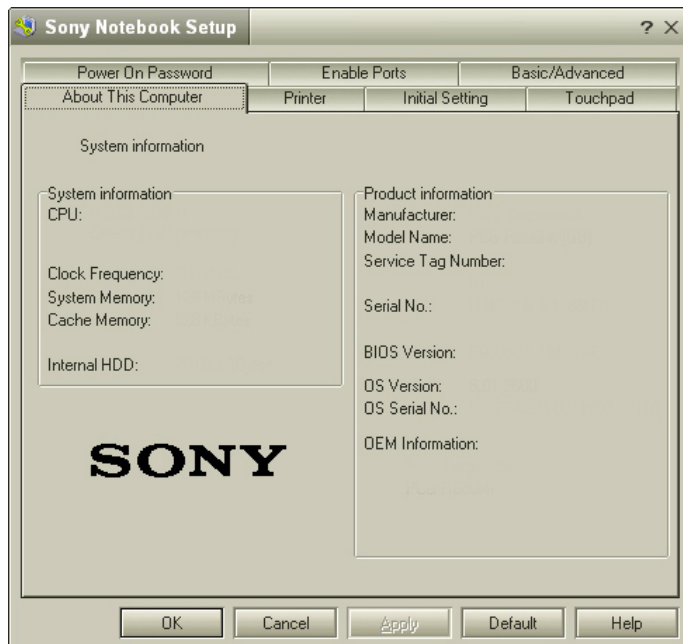 Sony Notebook Setup
Power On Password Enable Ports Basic/Advanced
About This Computer Printer Initial Setting Touchpad
System information
System information
CPU:
Clock Frequency:
System Memory:
Cache Memory:
Internal HDD:
SONY
Product information
Manufacturer:
Model Name:
Service Tag Number:
Serial No.:
BIOS Version:
OS Version:
OS Serial No.:
OEM Information:
OK Cancel Apply Default Help